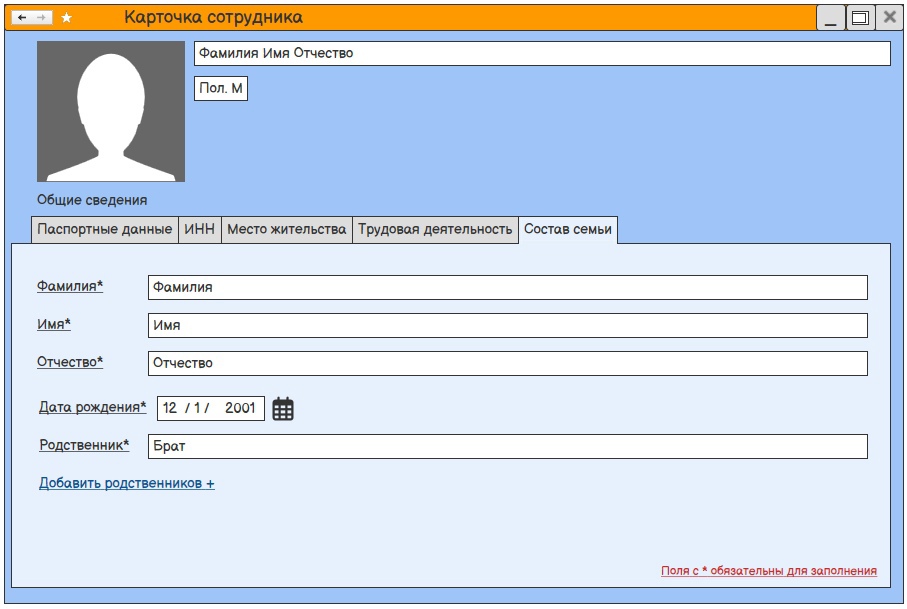 Карточка сотрудника
Фамилия Имя Отчество
Пол. М
Общие сведения
Паспортные данные ИНН Место жительства Трудовая деятельность Состав семьи
Фамилия* Фамилия
Имя* Имя
Отчество* Отчество
Дата рождения* 12 / 1 / 2001
Родственник* Брат
Добавить родственников +
Поля с * обязательны для заполнения